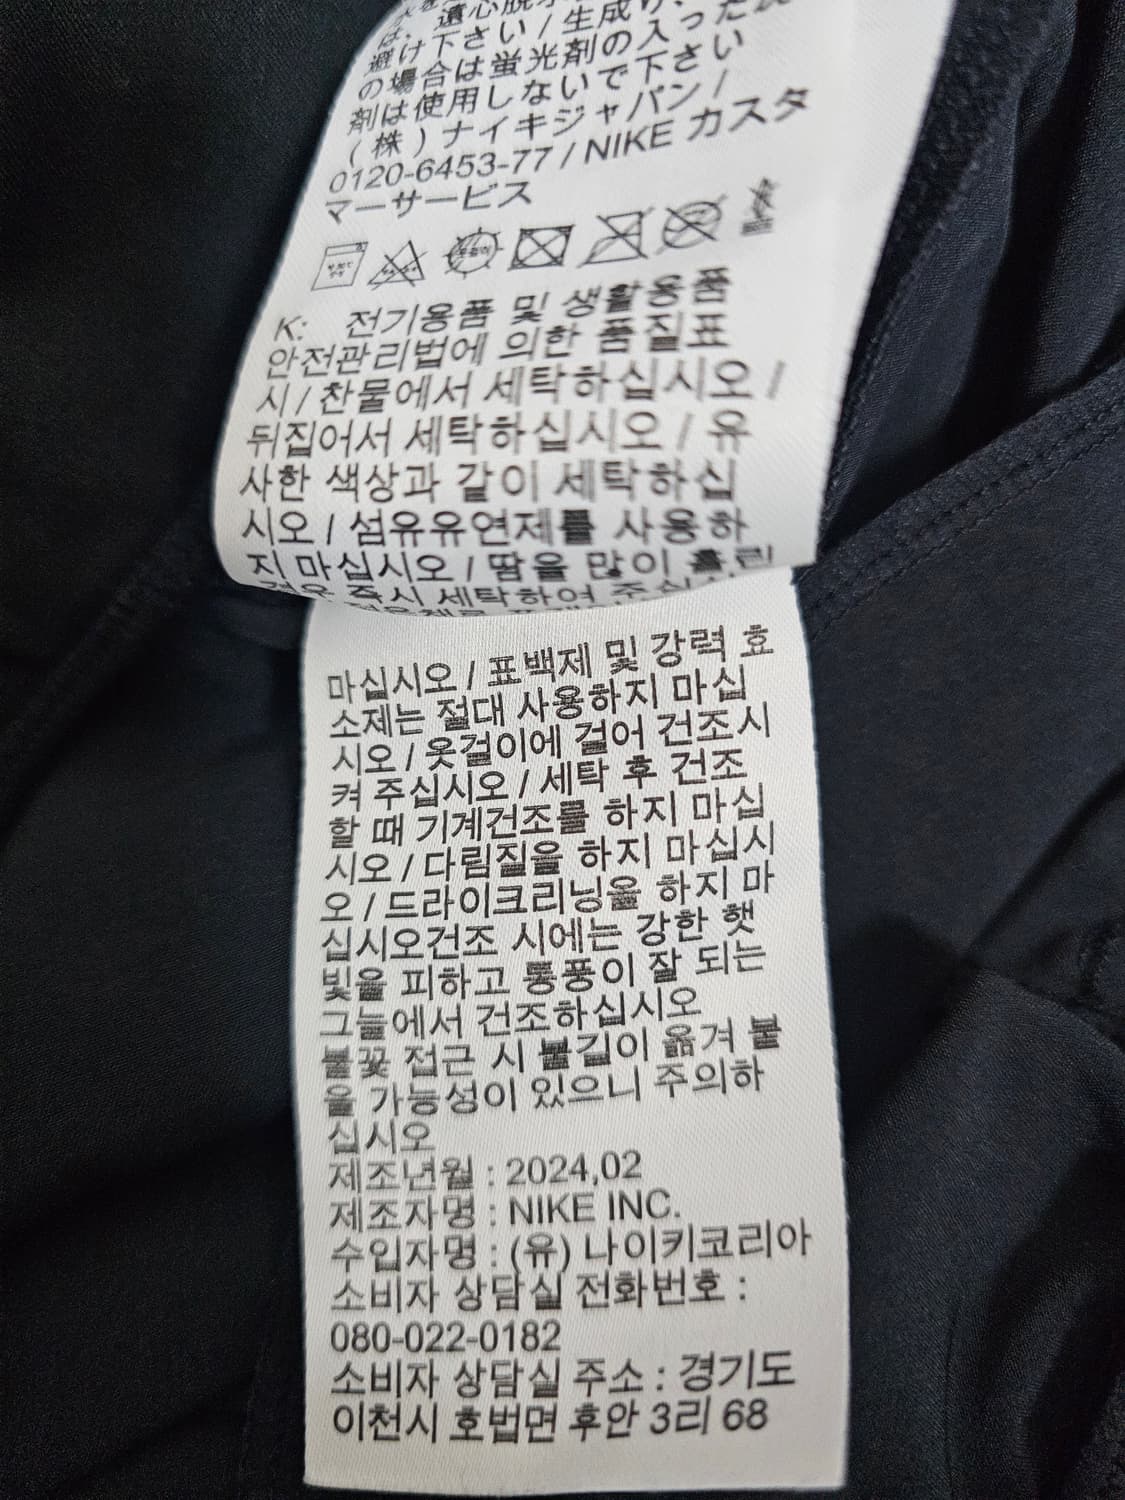 は、遠心脱水
避け下さい / 生成り、
の場合は蛍光剤の入った洗
剤は使用しないで下さい
(株) ナイキジャパン /
0120-6453-77 / NIKE カスタ
マーサービス
K: 전기용품 및 생활용품
안전관리법에 의한 품질표
시 / 찬물에서 세탁하십시오 /
뒤집어서 세탁하십시오 / 유
사한 색상과 같이 세탁하십
시오 / 섬유유연제를 사용하
지 마십시오 / 땀을 많이 흘린
경우 즉시 세탁하여 주십시
마십시오 / 표백제 및 강력 효
소제는 절대 사용하지 마십
시오 / 옷걸이에 걸어 건조시
켜 주십시오 / 세탁 후 건조
할 때 기계건조를 하지 마십
시오 / 다림질을 하지 마십시
오 / 드라이크리닝을 하지 마
십시오건조 시에는 강한 햇
빛을 피하고 통풍이 잘 되는
그늘에서 건조하십시오
불꽃 접근 시 불길이 옮겨 붙
을 가능성이 있으니 주의하
십시오
제조년월 : 2024,02
제조자명 : NIKE INC.
수입자명 : (유) 나이키코리아
소비자 상담실 전화번호 :
080-022-0182
소비자 상담실 주소 : 경기도
이천시 호법면 후안 3리 68